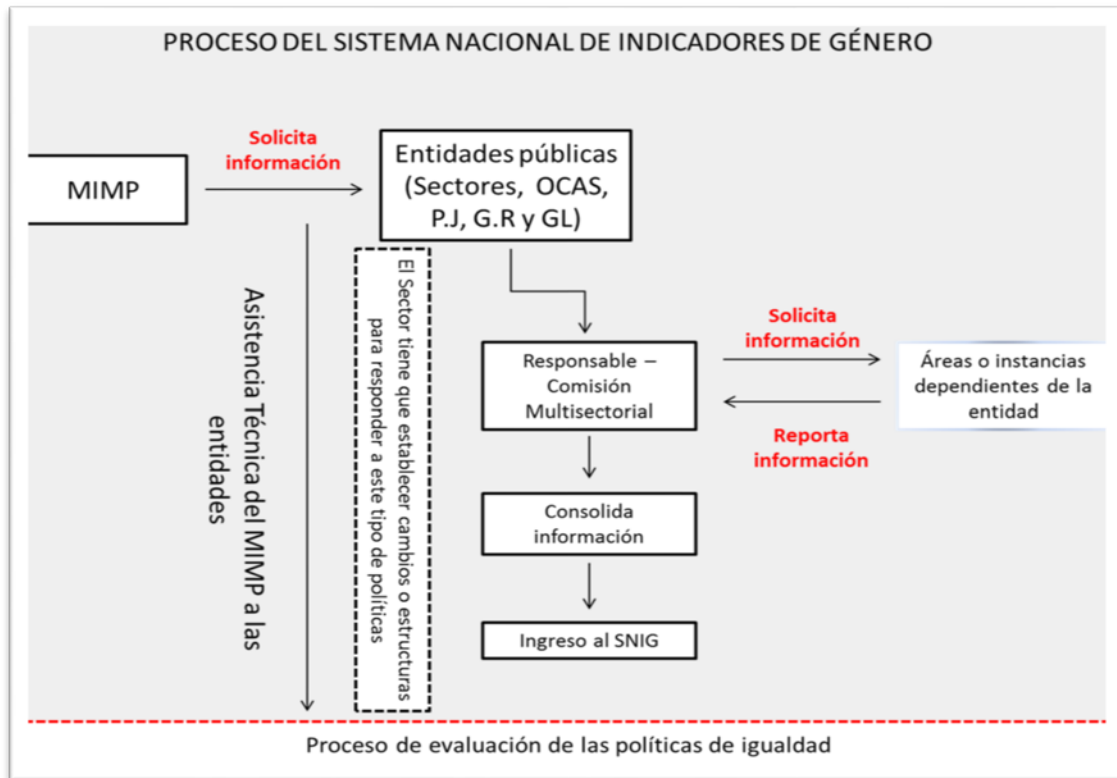 PROCESO DEL SISTEMA NACIONAL DE INDICADORES DE GÉNERO
MIMP
Solicita
información
Entidades públicas
(Sectores, OCAS,
P.J, G.R y GL)
Asistencia Técnica del MIMP a las
entidades
El Sector tiene que establecer cambios o estructuras
para responder a este tipo de políticas
Responsable –
Comisión
Multisectorial
Solicita
información
Reporta
información
Áreas o instancias
dependientes de la
entidad
Consolida
información
Ingreso al SNIG
Proceso de evaluación de las políticas de igualdad